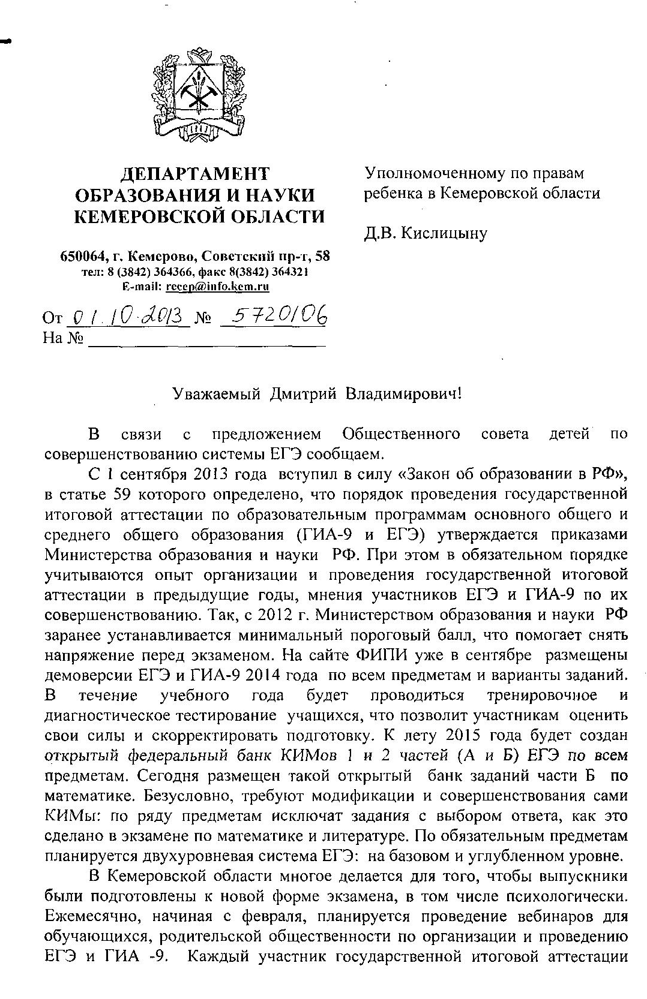 ДЕПАРТАМЕНТ
ОБРАЗОВАНИЯ И НАУКИ
КЕМЕРОВСКОЙ ОБЛАСТИ
650064, г. Кемерово, Советский пр-т, 58
тел: 8 (3842) 364366, факс 8(3842) 364321
E-mail: recep@info.kem.ru
От 01.10.2013 № 5720/06
На №
Уполномоченному по правам
ребенка в Кемеровской области
Д.В. Кислицыну
Уважаемый Дмитрий Владимирович!
В связи с предложением Общественного совета детей по
совершенствованию системы ЕГЭ сообщаем.
С 1 сентября 2013 года вступил в силу «Закон об образовании в РФ»,
в статье 59 которого определено, что порядок проведения государственной
итоговой аттестации по образовательным программам основного общего и
среднего общего образования (ГИА-9 и ЕГЭ) утверждается приказами
Министерства образования и науки РФ. При этом в обязательном порядке
учитываются опыт организации и проведения государственной итоговой
аттестации в предыдущие годы, мнения участников ЕГЭ и ГИА-9 по их
совершенствованию. Так, с 2012 г. Министерством образования и науки РФ
заранее устанавливается минимальный пороговый балл, что помогает снять
напряжение перед экзаменом. На сайте ФИПИ уже в сентябре размещены
демоверсии ЕГЭ и ГИА-9 2014 года по всем предметам и варианты заданий.
В течение учебного года будет проводиться тренировочное и
диагностическое тестирование учащихся, что позволит участникам оценить
свои силы и скорректировать подготовку. К лету 2015 года будет создан
открытый федеральный банк КИМов 1 и 2 частей (А и Б) ЕГЭ по всем
предметам. Сегодня размещен такой открытый банк заданий части Б по
математике. Безусловно, требуют модификации и совершенствования сами
КИМы: по ряду предметам исключат задания с выбором ответа, как это
сделано в экзамене по математике и литературе. По обязательным предметам
планируется двухуровневая система ЕГЭ: на базовом и углубленном уровне.
В Кемеровской области многое делается для того, чтобы выпускники
были подготовлены к новой форме экзамена, в том числе психологически.
Ежемесячно, начиная с февраля, планируется проведение вебинаров для
обучающихся, родительской общественности по организации и проведению
ЕГЭ и ГИА -9. Каждый участник государственной итоговой аттестации